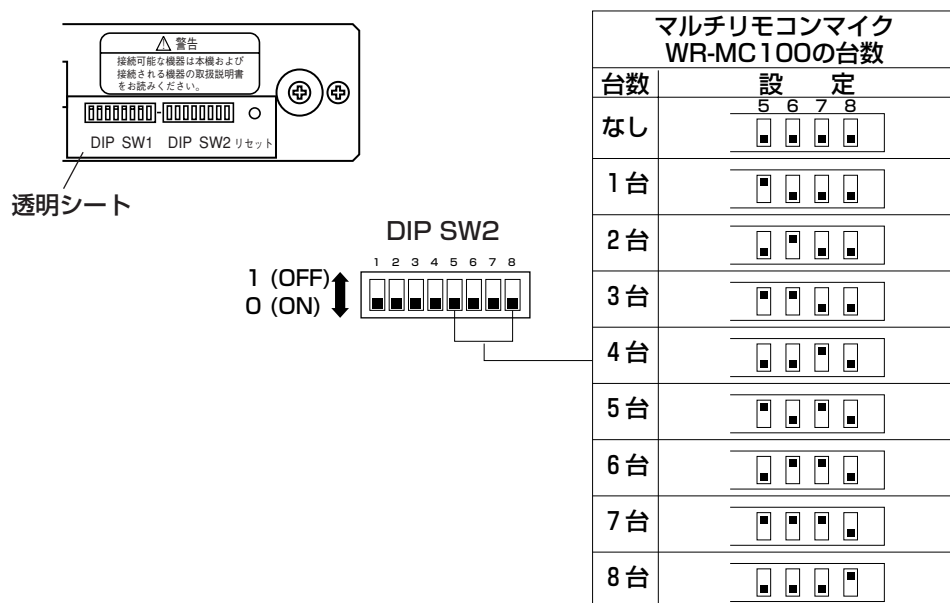 警告
接続可能な機器は本機および
接続される機器の取扱説明書
をお読みください。
DIP SW1 DIP SW2 リセット
透明シート
DIP SW2
1 2 3 4 5 6 7 8
1 (OFF)
0 (ON)
マルチリモコンマイク
WR-MC100の台数
台数 設 定
5 6 7 8
なし
1台
2台
3台
4台
5台
6台
7台
8台